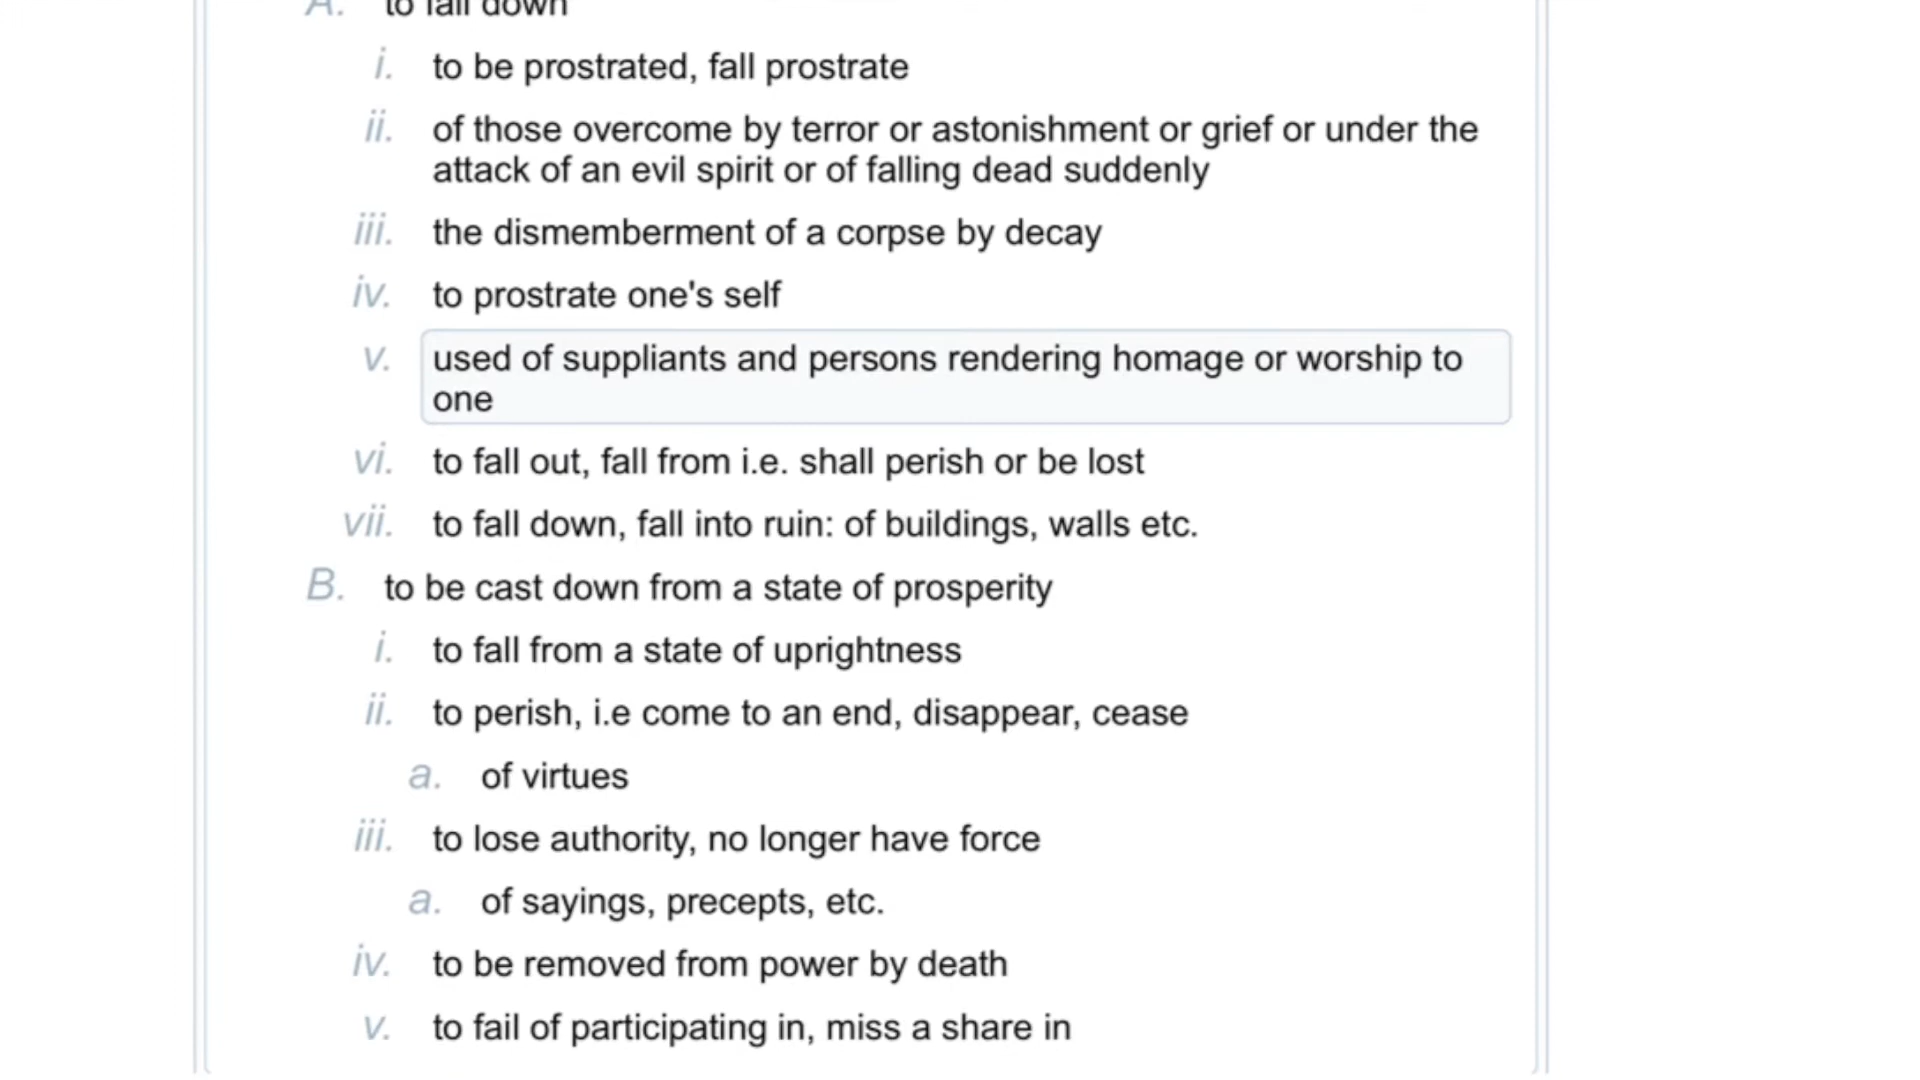 A. to fall down
i. to be prostrated, fall prostrate
ii. of those overcome by terror or astonishment or grief or under the
attack of an evil spirit or of falling dead suddenly
iii. the dismemberment of a corpse by decay
iv. to prostrate one's self
v. used of suppliants and persons rendering homage or worship to
one
vi. to fall out, fall from i.e. shall perish or be lost
vii. to fall down, fall into ruin: of buildings, walls etc.
B. to be cast down from a state of prosperity
i. to fall from a state of uprightness
ii. to perish, i.e come to an end, disappear, cease
a. of virtues
iii. to lose authority, no longer have force
a. of sayings, precepts, etc.
iv. to be removed from power by death
v. to fail of participating in, miss a share in